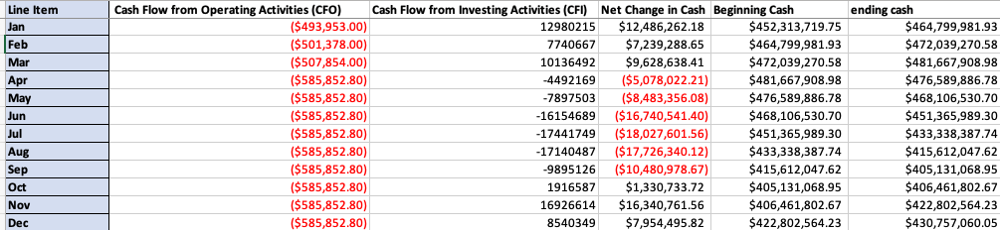 Line Item Cash Flow from Operating Activities (CFO) Cash Flow from Investing Activities (CFI) Net Change in Cash Beginning Cash ending cash
Jan ($493,953.00) 12980215 $12,486,262.18 $452,313,719.75 $464,799,981.93
Feb ($501,378.00) 7740667 $7,239,288.65 $464,799,981.93 $472,039,270.58
Mar ($507,854.00) 10136492 $9,628,638.41 $472,039,270.58 $481,667,908.98
Apr ($585,852.80) -4492169 ($5,078,022.21) $481,667,908.98 $476,589,886.78
May ($585,852.80) -7897503 ($8,483,356.08) $476,589,886.78 $468,106,530.70
Jun ($585,852.80) -16154689 ($16,740,541.40) $468,106,530.70 $451,365,989.30
Jul ($585,852.80) -17441749 ($18,027,601.56) $451,365,989.30 $433,338,387.74
Aug ($585,852.80) -17140487 ($17,726,340.12) $433,338,387.74 $415,612,047.62
Sep ($585,852.80) -9895126 ($10,480,978.67) $415,612,047.62 $405,131,068.95
Oct ($585,852.80) 1916587 $1,330,733.72 $405,131,068.95 $406,461,802.67
Nov ($585,852.80) 16926614 $16,340,761.56 $406,461,802.67 $422,802,564.23
Dec ($585,852.80) 8540349 $7,954,495.82 $422,802,564.23 $430,757,060.05